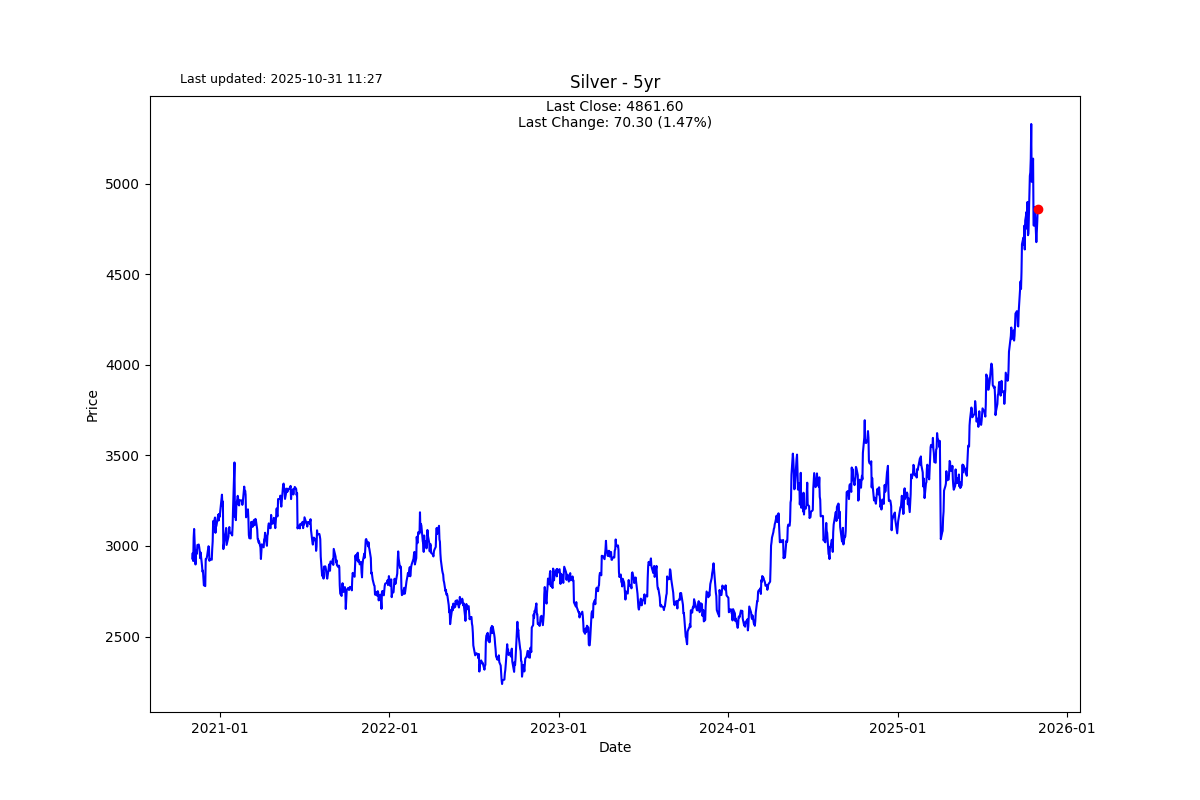 Last updated: 2025-10-31 11:27
Silver - 5yr
Last Close: 4861.60
Last Change: 70.30 (1.47%)
5000
4500
4000
3500
3000
2500
Price
2021-01
2022-01
2023-01
2024-01
2025-01
2026-01
Date